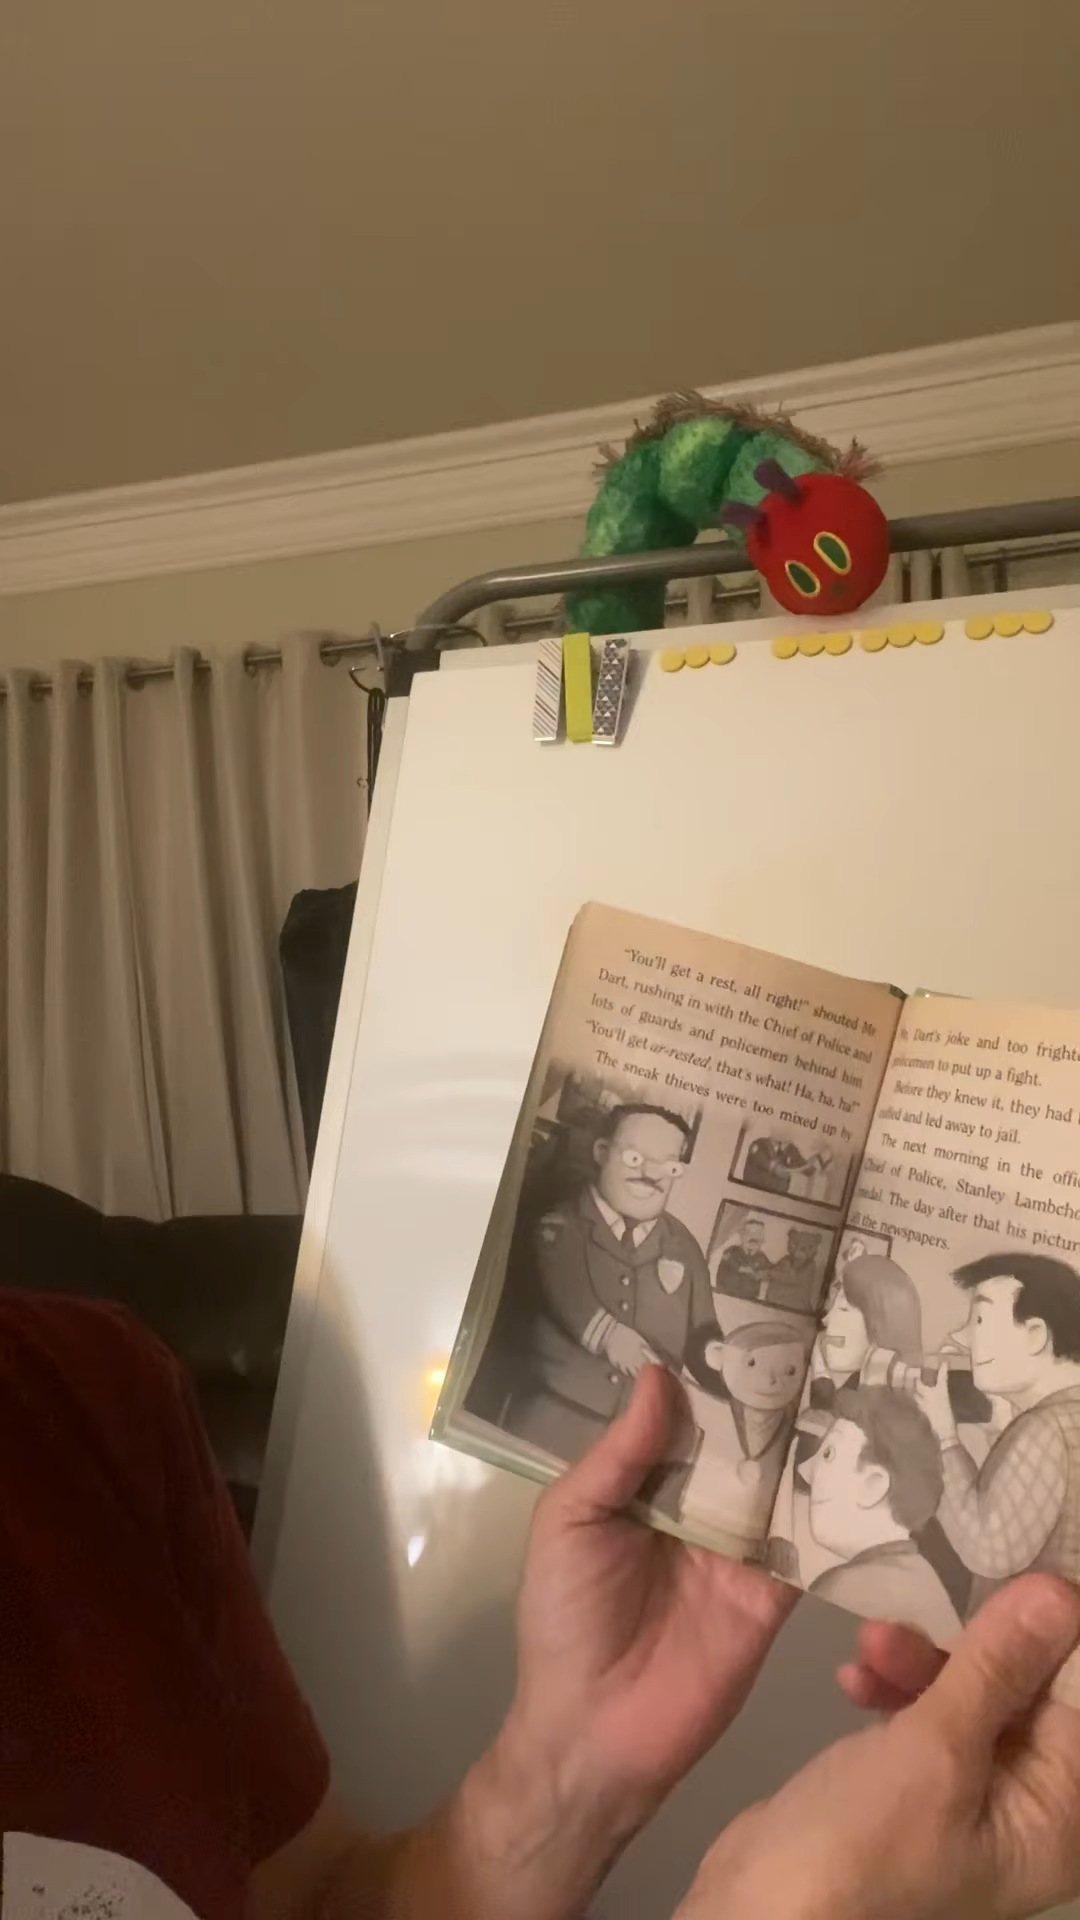 "You'll get a rest, all right!" shouted Mr.
Dart, rushing in with the Chief of Police and
lots of guards and policemen behind him.
"You'll get ar-rested, that's what! Ha, ha, ha!"
The sneak thieves were too mixed up by
Mr. Dart's joke and too frighte
policemen to put up a fight.
Before they knew it, they had
cuffed and led away to jail.
The next morning in the offic
Chief of Police, Stanley Lambcho
medal. The day after that his pictur
all the newspapers.